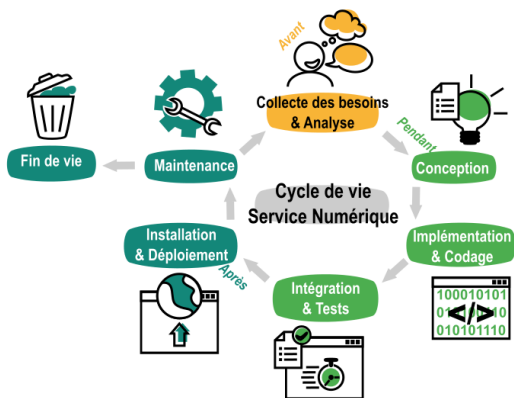 Avant
Collecte des besoins
& Analyse
Pendant
Conception
Fin de vie
Maintenance
Cycle de vie
Service Numérique
Installation
& Déploiement
Implémentation
& Codage
Après
Intégration
& Tests
100010101
</>
010101110